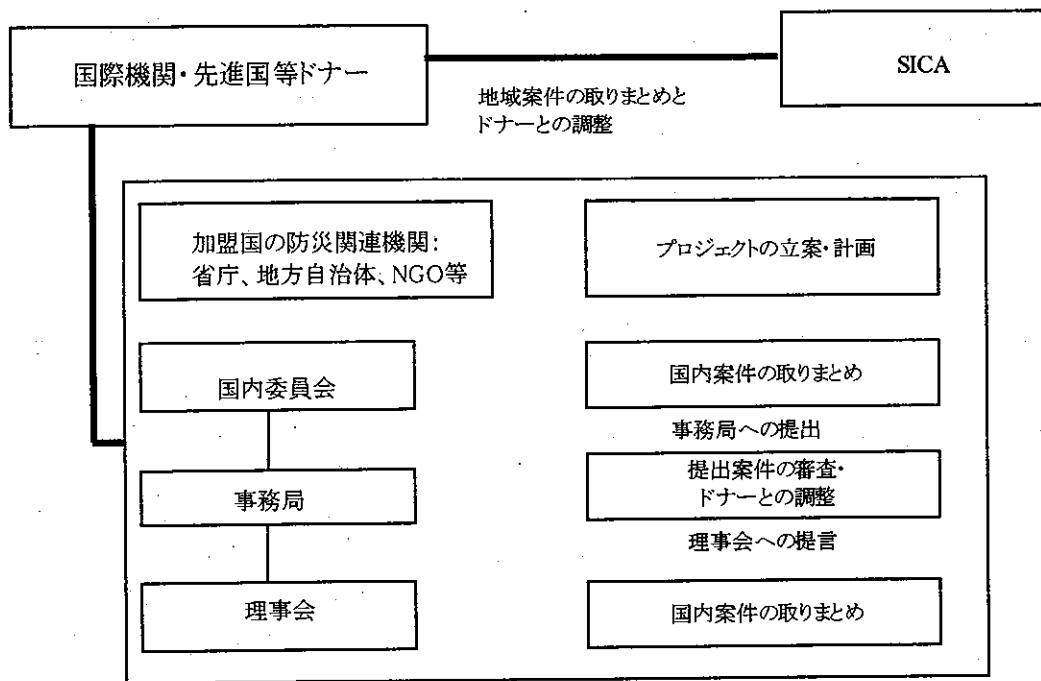 国際機関・先進国等ドナー
SICA
地域案件の取りまとめと
ドナーとの調整
加盟国の防災関連機関:
省庁、地方自治体、NGO等
プロジェクトの立案・計画
国内委員会
国内案件の取りまとめ
事務局への提出
事務局
提出案件の審査・
ドナーとの調整
理事会への提言
理事会
国内案件の取りまとめ